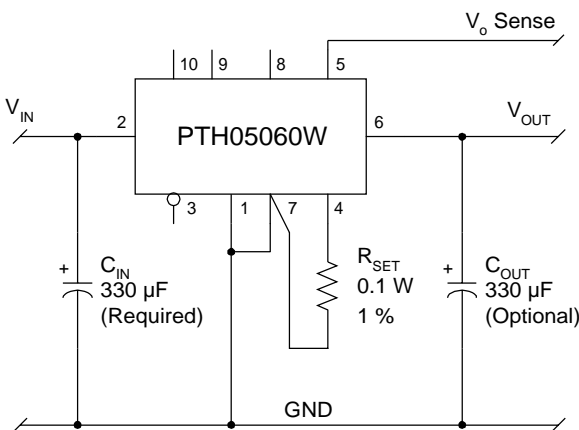 V_o Sense
10
9
8
5
V_IN
V_OUT
2
PTH05060W
6
3
1
7
4
+
C_IN
330 µF
(Required)
R_SET
0.1 W
1 %
+
C_OUT
330 µF
(Optional)
GND